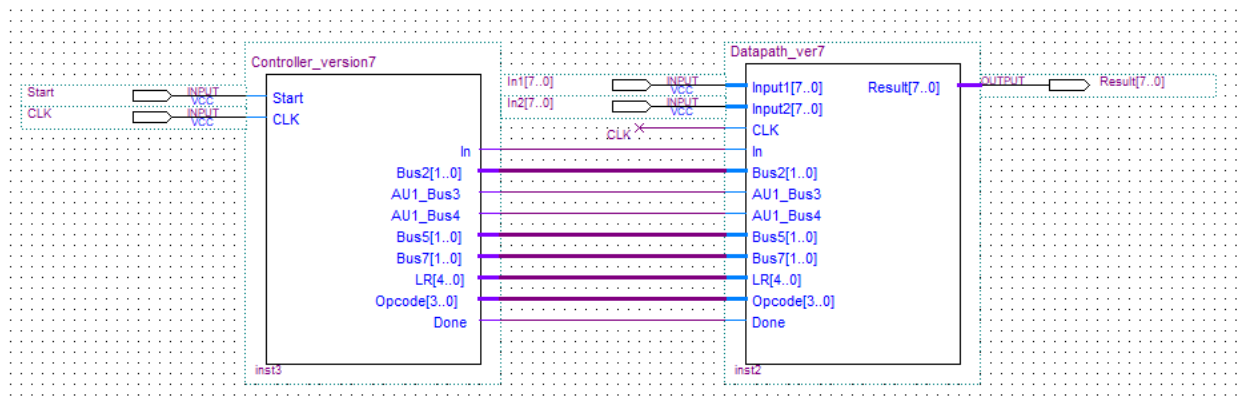 Controller_version7
Start
INPUT
VCC
CLK
INPUT
VCC
Start
CLK
In
Bus2[1..0]
AU1_Bus3
AU1_Bus4
Bus5[1..0]
Bus7[1..0]
LR[4..0]
Opcode[3..0]
Done
inst3
Datapath_ver7
In1[7..0]
INPUT
VCC
In2[7..0]
INPUT
VCC
CLK
Input1[7..0]
Input2[7..0]
CLK
In
Bus2[1..0]
AU1_Bus3
AU1_Bus4
Bus5[1..0]
Bus7[1..0]
LR[4..0]
Opcode[3..0]
Done
Result[7..0]
inst2
OUTPUT
Result[7..0]